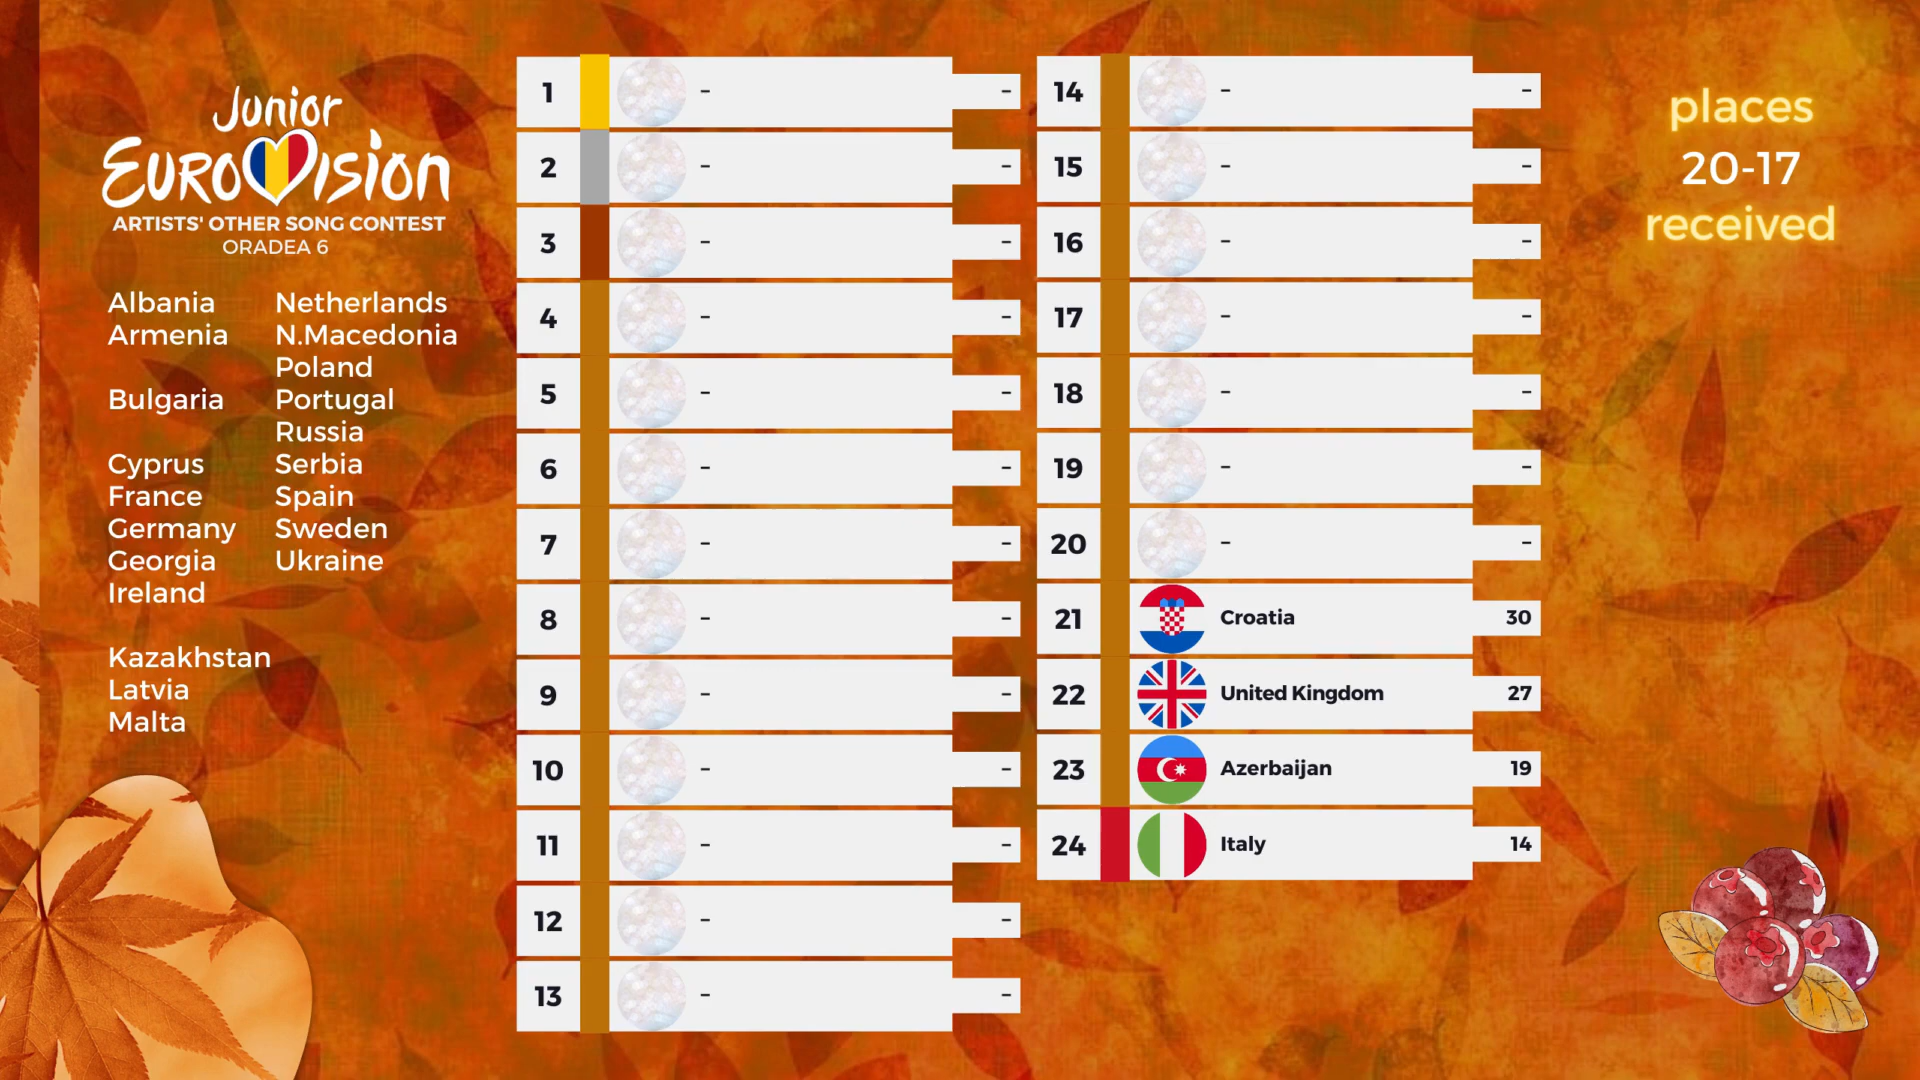 Junior
EUROVISION
ARTISTS' OTHER SONG CONTEST
ORADEA 6
Albania
Armenia
Bulgaria
Cyprus
France
Germany
Georgia
Ireland
Kazakhstan
Latvia
Malta
Netherlands
N.Macedonia
Poland
Portugal
Russia
Serbia
Spain
Sweden
Ukraine
1 - -
2 - -
3 - -
4 - -
5 - -
6 - -
7 - -
8 - -
9 - -
10 - -
11 - -
12 - -
13 - -
14 - -
15 - -
16 - -
17 - -
18 - -
19 - -
20 - -
21 Croatia 30
22 United Kingdom 27
23 Azerbaijan 19
24 Italy 14
places
20-17
received